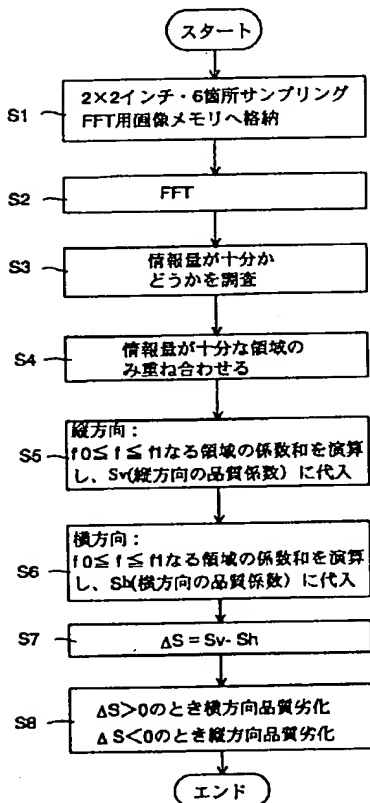 スタート
S1
2×2インチ・6箇所サンプリング
FFT用画像メモリへ格納
S2
FFT
S3
情報量が十分か
どうかを調査
S4
情報量が十分な領域の
み重ね合わせる
S5
縦方向：
f0≦f≦f1なる領域の係数和を演算
し、Sv(縦方向の品質係数）に代入
S6
横方向：
f0≦f≦f1なる領域の係数和を演算
し、Sh(横方向の品質係数）に代入
S7
ΔS=Sv-Sh
S8
ΔS>0のとき横方向品質劣化
ΔS<0のとき縦方向品質劣化
エンド